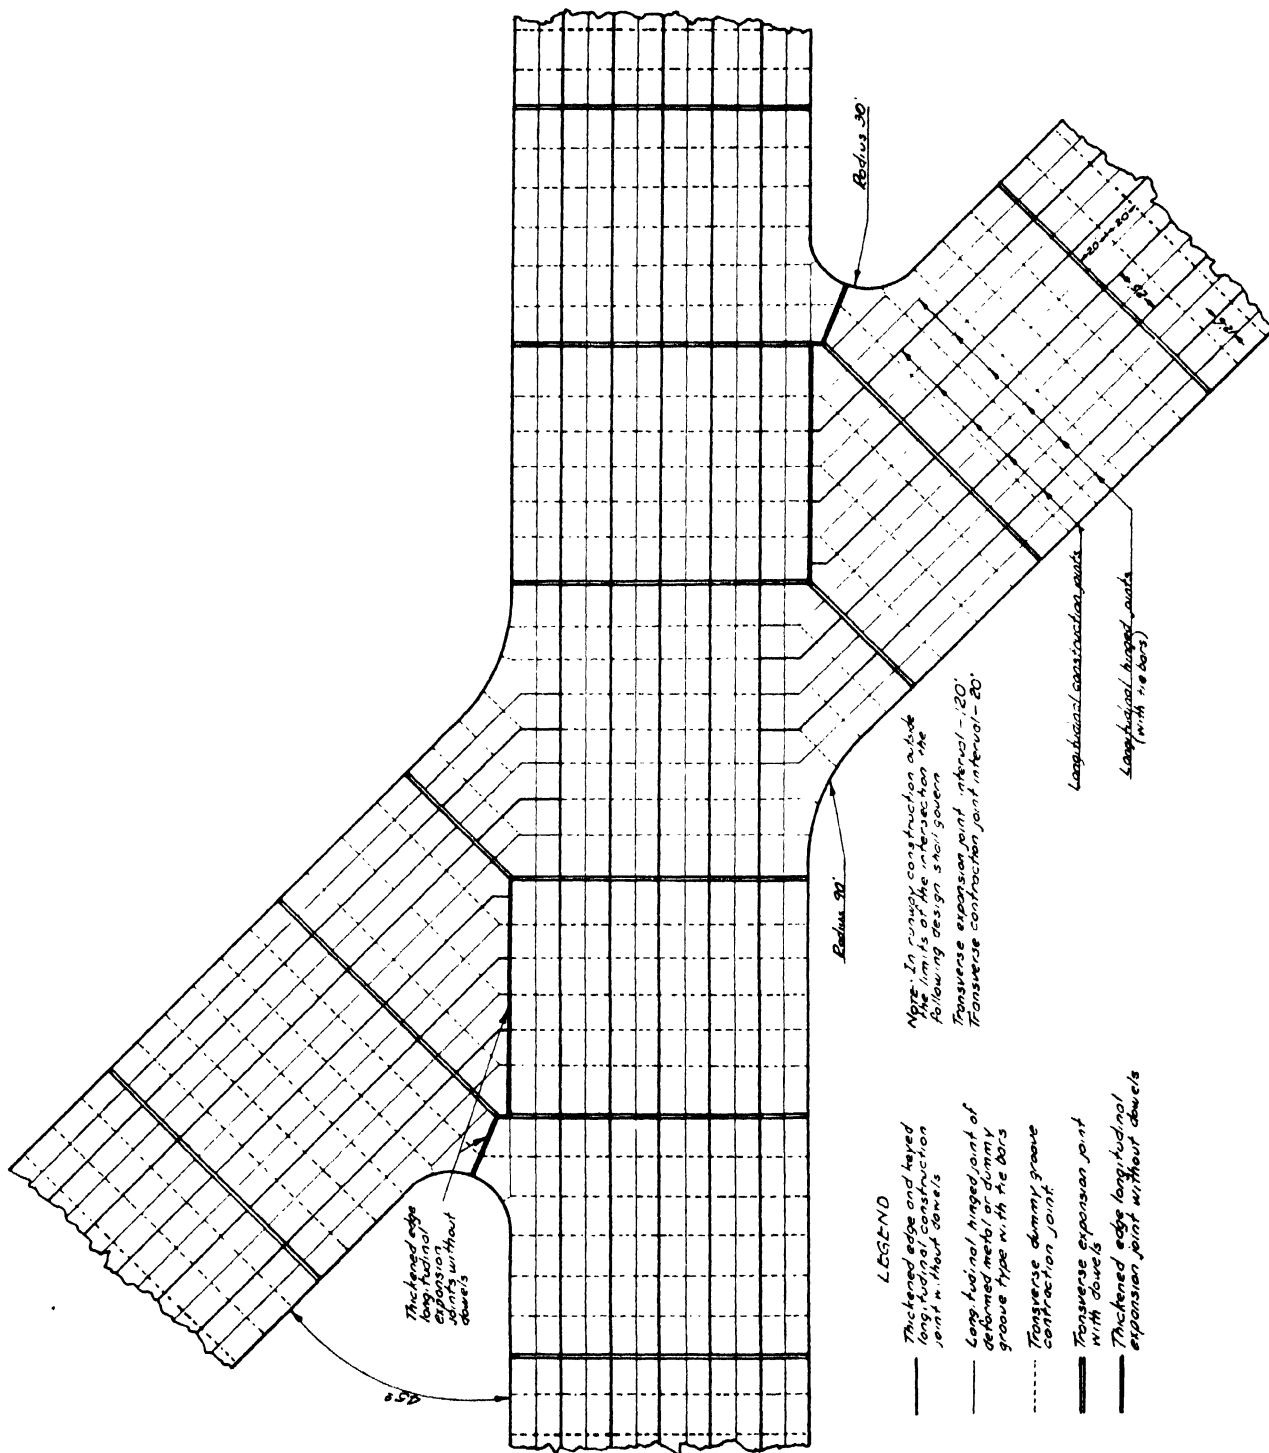 Radius 30'
20'
20'
Longitudinal construction joints
Longitudinal hinged joints
(with tie bars)
NOTE: In runway construction outside
the limits of the intersection the
following design shall govern
Transverse expansion joint interval - 120'
Transverse contraction joint interval - 20'
Radius 90'
Thickened edge
longitudinal
expansion
joints without
dowels
45°
LEGEND
Thickened edge and keyed
longitudinal construction
joint without dowels
Longitudinal hinged joint of
deformed metal or dummy
groove type with tie bars
Transverse dummy groove
contraction joint.
Transverse expansion joint
with dowels
Thickened edge longitudinal
expansion joint without dowels